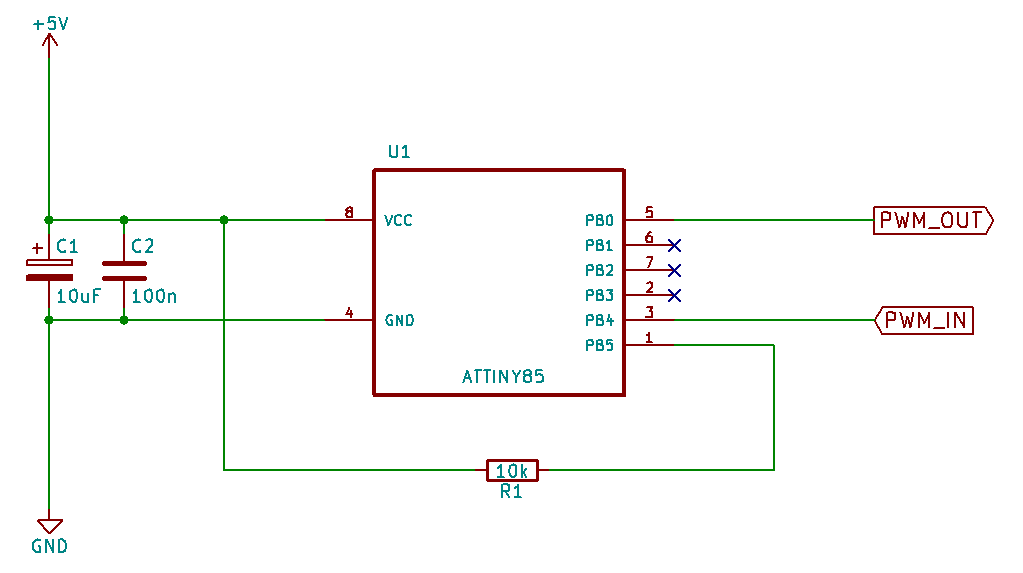 +5V
U1
8
VCC
PB0
5
PWM_OUT
+
C1
C2
PB1
6
PB2
7
10uF
100n
PB3
2
4
GND
PB4
3
PWM_IN
PB5
1
ATTINY85
10k
R1
GND